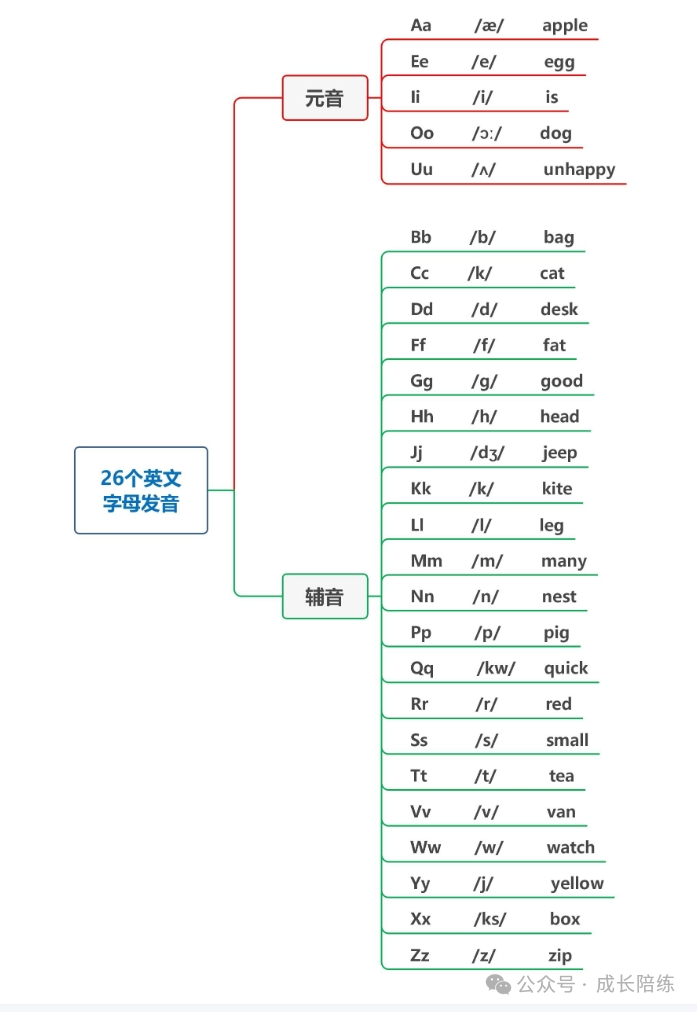 Aa /æ/ apple
Ee /e/ egg
元音
Ii /i/ is
Oo /ɔː/ dog
Uu /ʌ/ unhappy
Bb /b/ bag
Cc /k/ cat
Dd /d/ desk
Ff /f/ fat
Gg /g/ good
Hh /h/ head
Jj /dʒ/ jeep
26个英文
字母发音
Kk /k/ kite
Ll /l/ leg
Mm /m/ many
辅音
Nn /n/ nest
Pp /p/ pig
Qq /kw/ quick
Rr /r/ red
Ss /s/ small
Tt /t/ tea
Vv /v/ van
Ww /w/ watch
Yy /j/ yellow
Xx /ks/ box
Zz /z/ zip
公众号 · 成长陪练